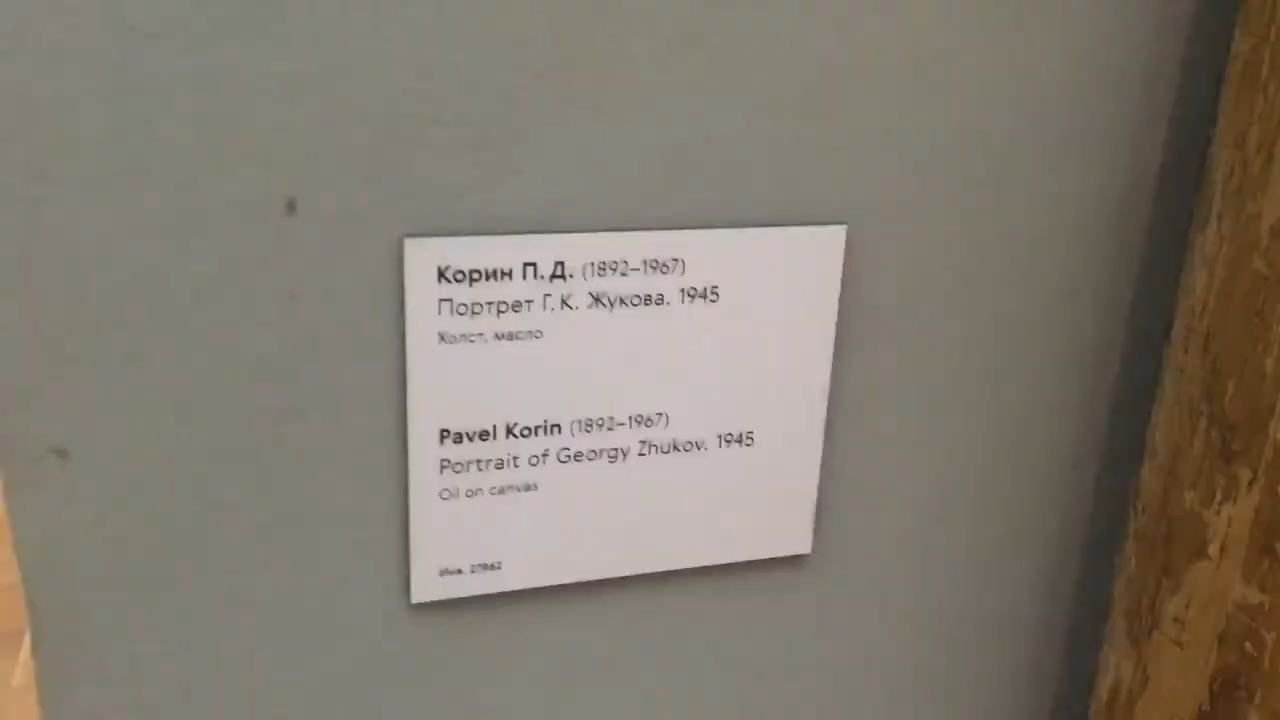 Корин П. Д. (1892–1967)
Портрет Г. К. Жукова. 1945
Холст, масло
Pavel Korin (1892–1967)
Portrait of Georgy Zhukov. 1945
Oil on canvas
27862